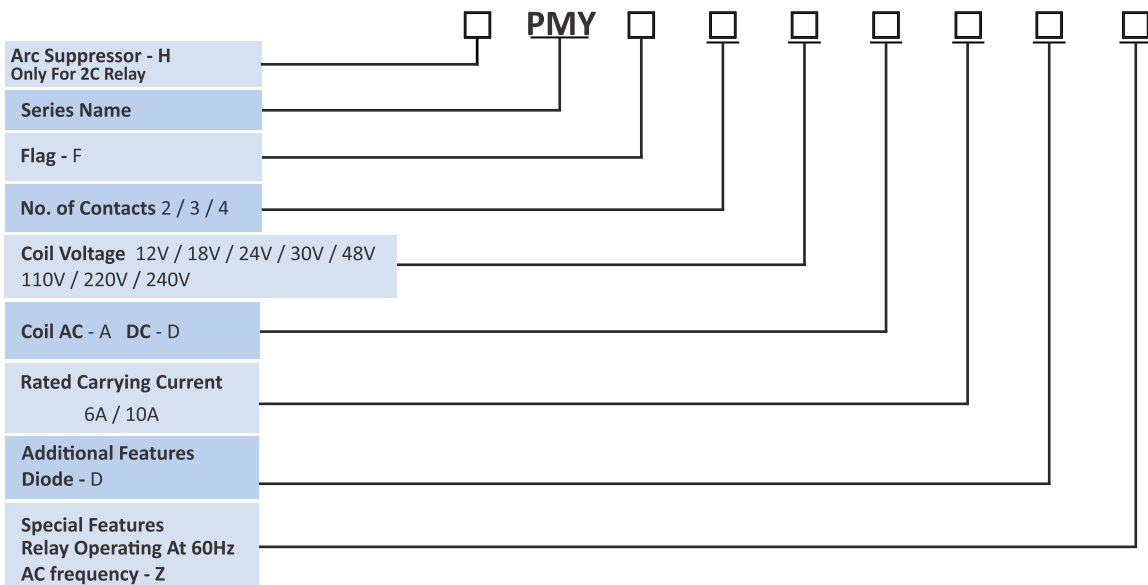 PMY
Arc Suppressor - H
Only For 2C Relay
Series Name
Flag - F
No. of Contacts 2 / 3 / 4
Coil Voltage 12V / 18V / 24V / 30V / 48V
110V / 220V / 240V
Coil AC - A DC - D
Rated Carrying Current
6A / 10A
Additional Features
Diode - D
Special Features
Relay Operating At 60Hz
AC frequency - Z